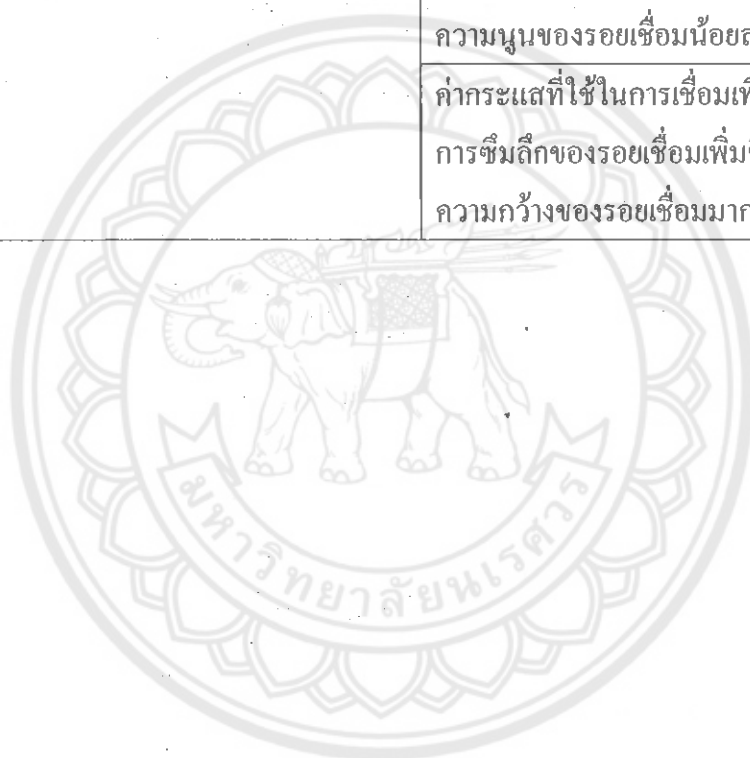 ความนูนของรอยเชื่อมน้อยล
ค่ากระแสที่ใช้ในการเชื่อมเพิ
การซึมลึกของรอยเชื่อมเพิ่มขึ
ความกว้างของรอยเชื่อมมาก
มหาวิทยาลัยนเรศวร